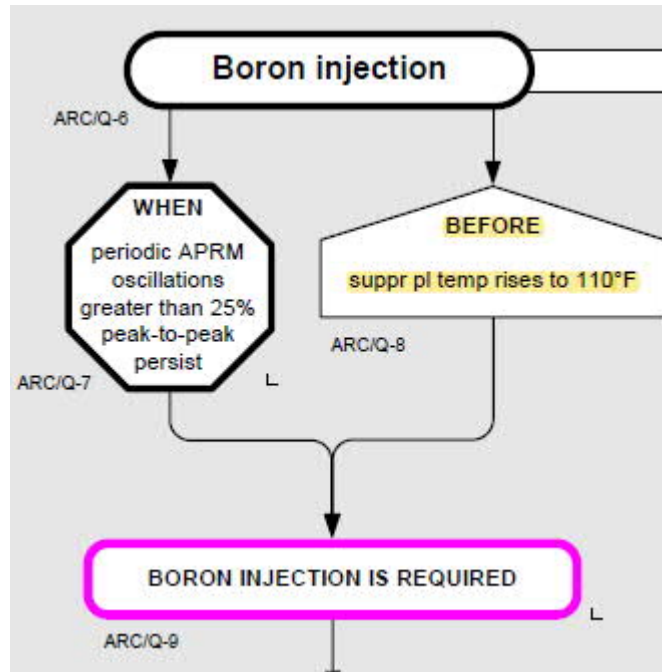 Boron injection
ARC/Q-6
WHEN
periodic APRM
oscillations
greater than 25%
peak-to-peak
persist
ARC/Q-7
BEFORE
suppr pl temp rises to 110°F
ARC/Q-8
BORON INJECTION IS REQUIRED
ARC/Q-9